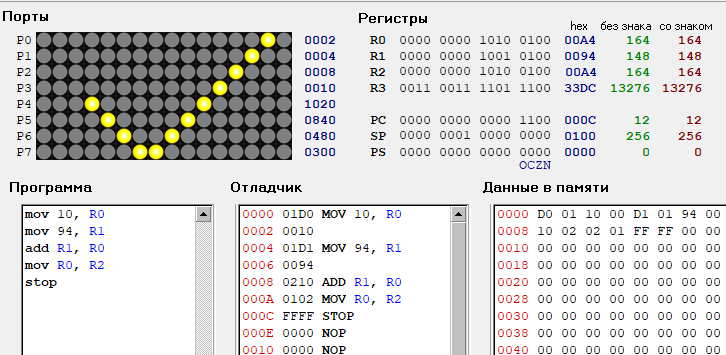 Порты
P0 0002
P1 0004
P2 0008
P3 0010
P4 1020
P5 0840
P6 0480
P7 0300
Регистры
hex без знака со знаком
R0 0000 0000 1010 0100 00A4 164 164
R1 0000 0000 1001 0100 0094 148 148
R2 0000 0000 1010 0100 00A4 164 164
R3 0011 0011 1101 1100 33DC 13276 13276
PC 0000 0000 0000 1100 000C 12 12
SP 0000 0001 0000 0000 0100 256 256
PS 0000 0000 0000 0000 0000 0 0
OCZN
Программа
mov 10, R0
mov 94, R1
add R1, R0
mov R0, R2
stop
Отладчик
0000 01D0 MOV 10, R0
0002 0010
0004 01D1 MOV 94, R1
0006 0094
0008 0210 ADD R1, R0
000A 0102 MOV R0, R2
000C FFFF STOP
000E 0000 NOP
0010 0000 NOP
Данные в памяти
0000 D0 01 10 00 D1 01 94 00
0008 10 02 02 01 FF FF 00 00
0010 00 00 00 00 00 00 00 00
0018 00 00 00 00 00 00 00 00
0020 00 00 00 00 00 00 00 00
0028 00 00 00 00 00 00 00 00
0030 00 00 00 00 00 00 00 00
0038 00 00 00 00 00 00 00 00
0040 00 00 00 00 00 00 00 00